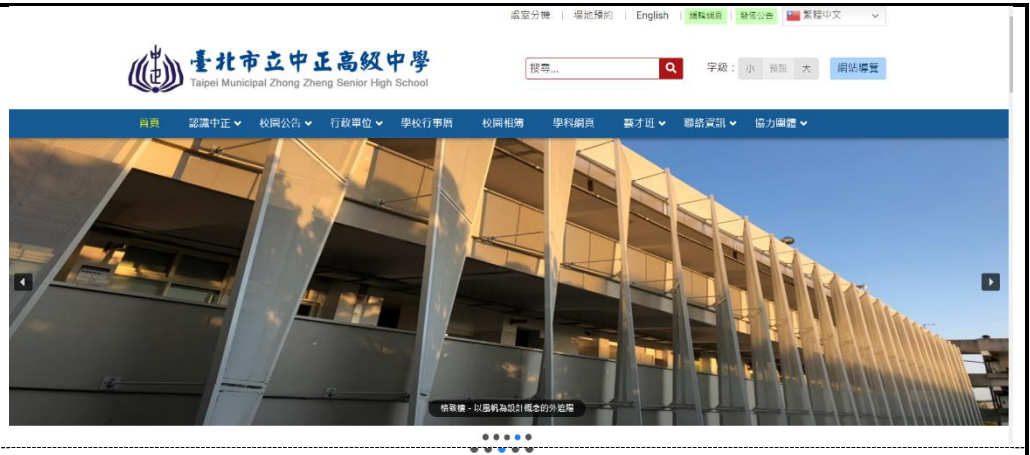 處室分機 | 場地預約 | English | 編輯網頁 | 發佈公告 繁體中文
臺北市立中正高級中學
Taipei Municipal Zhong Zheng Senior High School
搜尋...
字級： 小 預設 大 網站導覽
首頁 認識中正 校園公告 行政單位 學校行事曆 校園相簿 學科網頁 藝才班 聯絡資訊 協力團體
格致樓 - 以風帆為設計概念的外遮陽